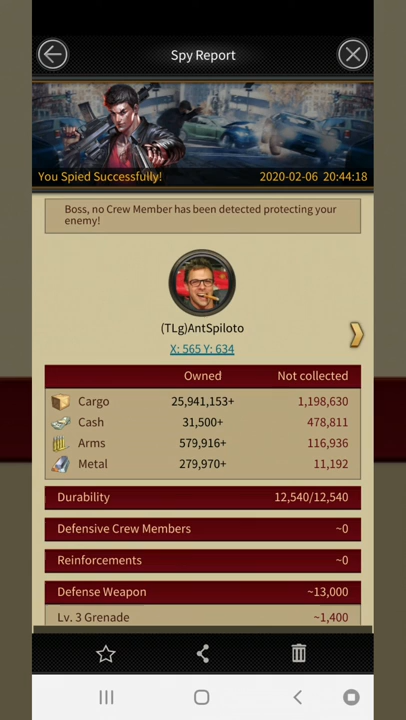 Spy Report
You Spied Successfully!
2020-02-06 20:44:18
Boss, no Crew Member has been detected protecting your
enemy!
(TLg)AntSpiloto
X: 565 Y: 634
Owned Not collected
Cargo 25,941,153+ 1,198,630
Cash 31,500+ 478,811
Arms 579,916+ 116,936
Metal 279,970+ 11,192
Durability 12,540/12,540
Defensive Crew Members ~0
Reinforcements ~0
Defense Weapon ~13,000
Lv. 3 Grenade ~1,400